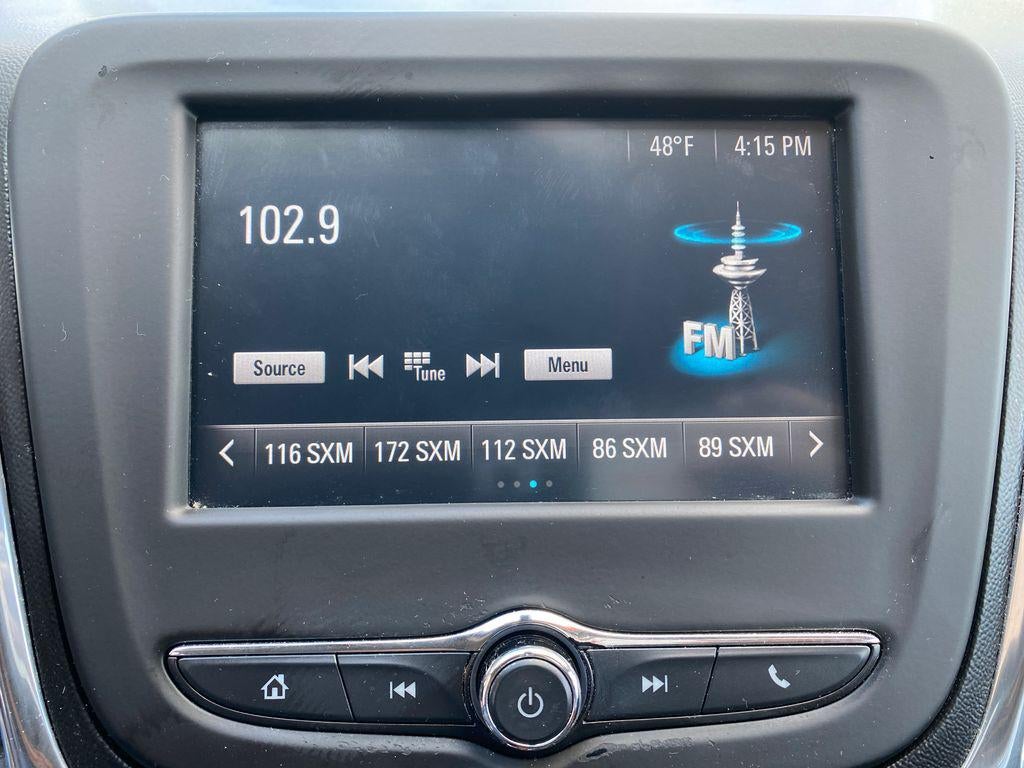 48°F 4:15 PM
102.9
FM
Source Tune Menu
116 SXM 172 SXM 112 SXM 86 SXM 89 SXM